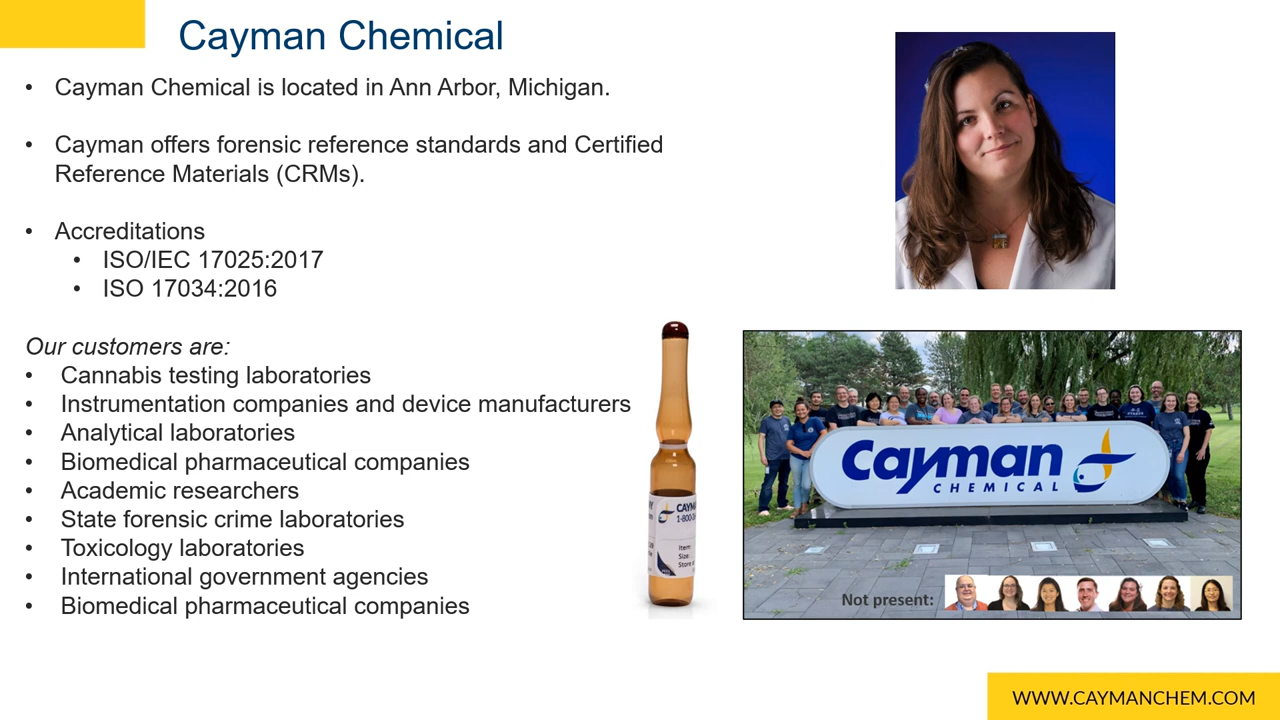 Cayman Chemical
• Cayman Chemical is located in Ann Arbor, Michigan.
• Cayman offers forensic reference standards and Certified
Reference Materials (CRMs).
• Accreditations
• ISO/IEC 17025:2017
• ISO 17034:2016
Our customers are:
• Cannabis testing laboratories
• Instrumentation companies and device manufacturers
• Analytical laboratories
• Biomedical pharmaceutical companies
• Academic researchers
• State forensic crime laboratories
• Toxicology laboratories
• International government agencies
• Biomedical pharmaceutical companies
1-800-
Item:
Size:
Store
Cayman
CHEMICAL
Not present:
WWW.CAYMANCHEM.COM